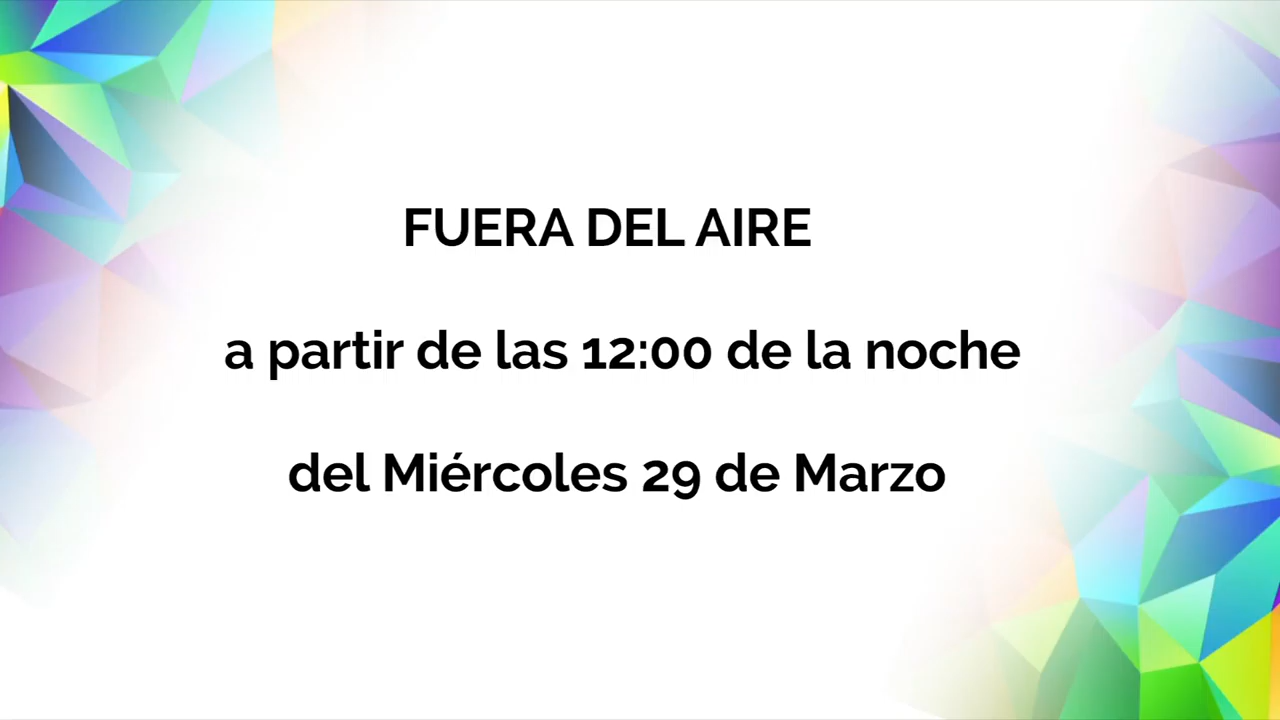 FUERA DEL AIRE
a partir de las 12:00 de la noche
del Miércoles 29 de Marzo